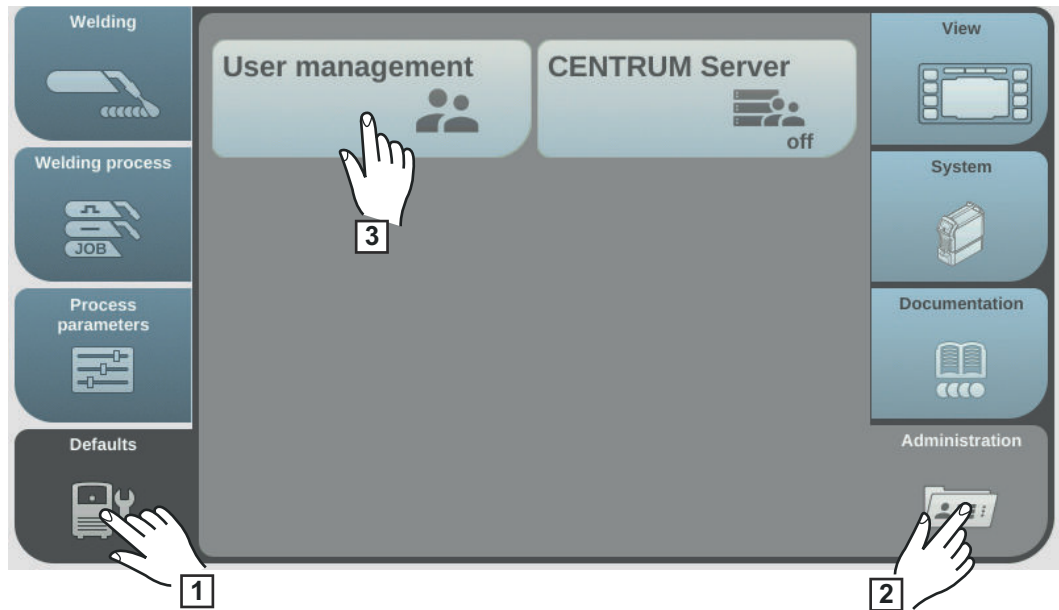 Welding
Welding process
JOB
Process
parameters
Defaults
1
User management
3
CENTRUM Server
off
View
System
Documentation
Administration
2